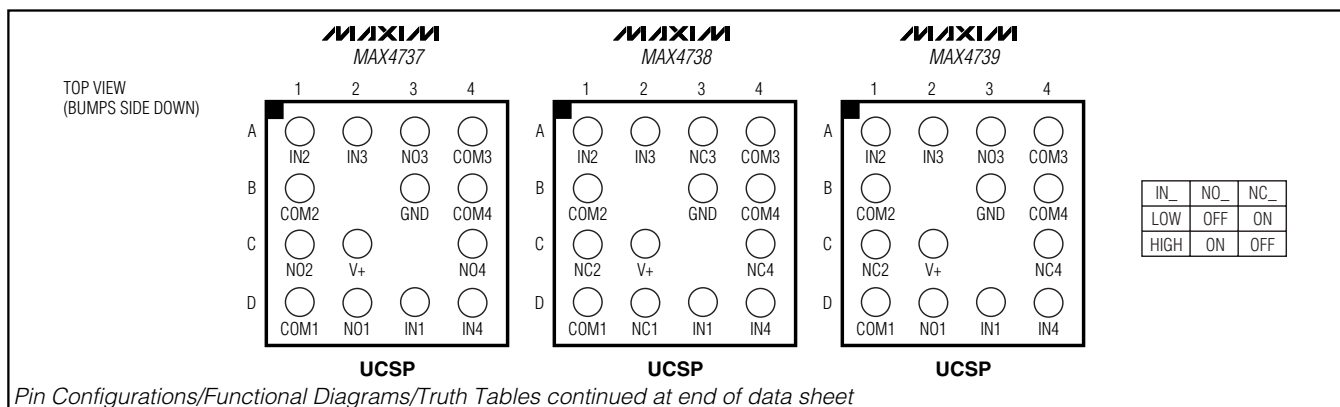 MAXIM MAXIM MAXIM
MAX4737 MAX4738 MAX4739
TOP VIEW
(BUMPS SIDE DOWN)
1 2 3 4 1 2 3 4 1 2 3 4
A A A
IN2 IN3 NO3 COM3 IN2 IN3 NC3 COM3 IN2 IN3 NO3 COM3
B B B
COM2 GND COM4 COM2 GND COM4 COM2 GND COM4
C C C
NO2 V+ NO4 NC2 V+ NC4 NC2 V+ NC4
D D D
COM1 NO1 IN1 IN4 COM1 NC1 IN1 IN4 COM1 NO1 IN1 IN4
UCSP UCSP UCSP
IN_ NO_ NC_
LOW OFF ON
HIGH ON OFF
Pin Configurations/Functional Diagrams/Truth Tables continued at end of data sheet